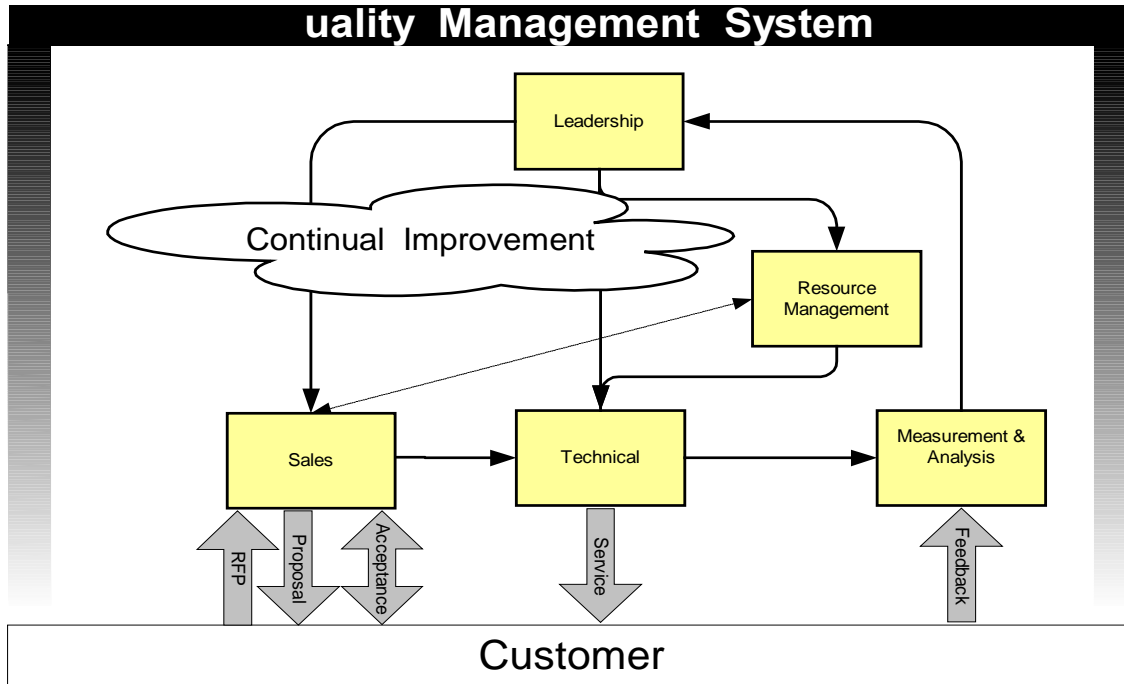 uality Management System
Leadership
Continual Improvement
Resource
Management
Sales
Technical
Measurement &
Analysis
RFP
Proposal
Acceptance
Service
Feedback
Customer